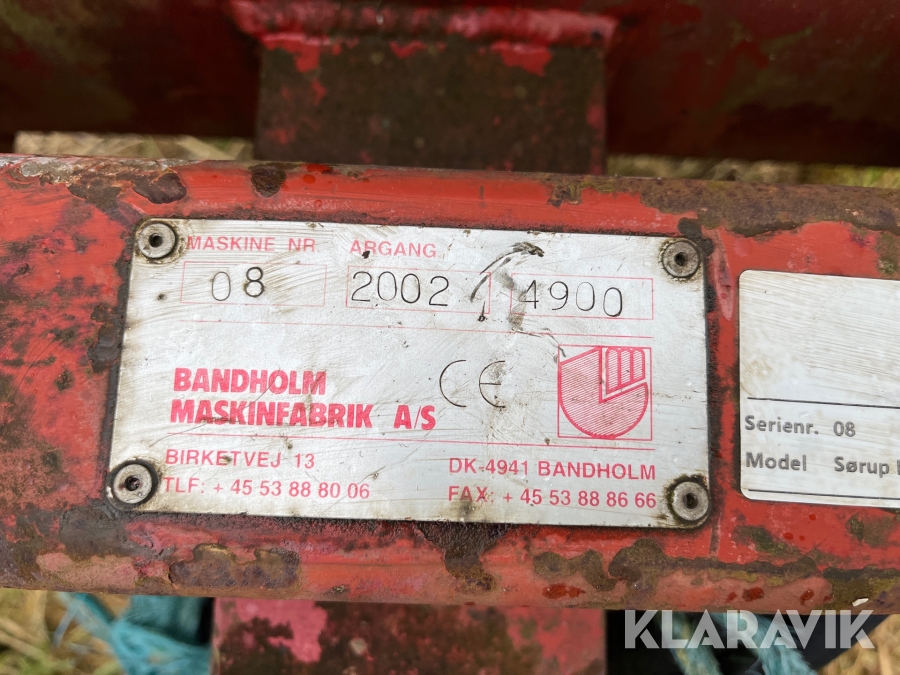 MASKINE NR. ARGANG
08 2002 4900
BANDHOLM
MASKINFABRIK A/S
CE
BIRKETVEJ 13 DK-4941 BANDHOLM
TLF: + 45 53 88 80 06 FAX: + 45 53 88 86 66
Serienr. 08
Model Sørup
KLARAVIK